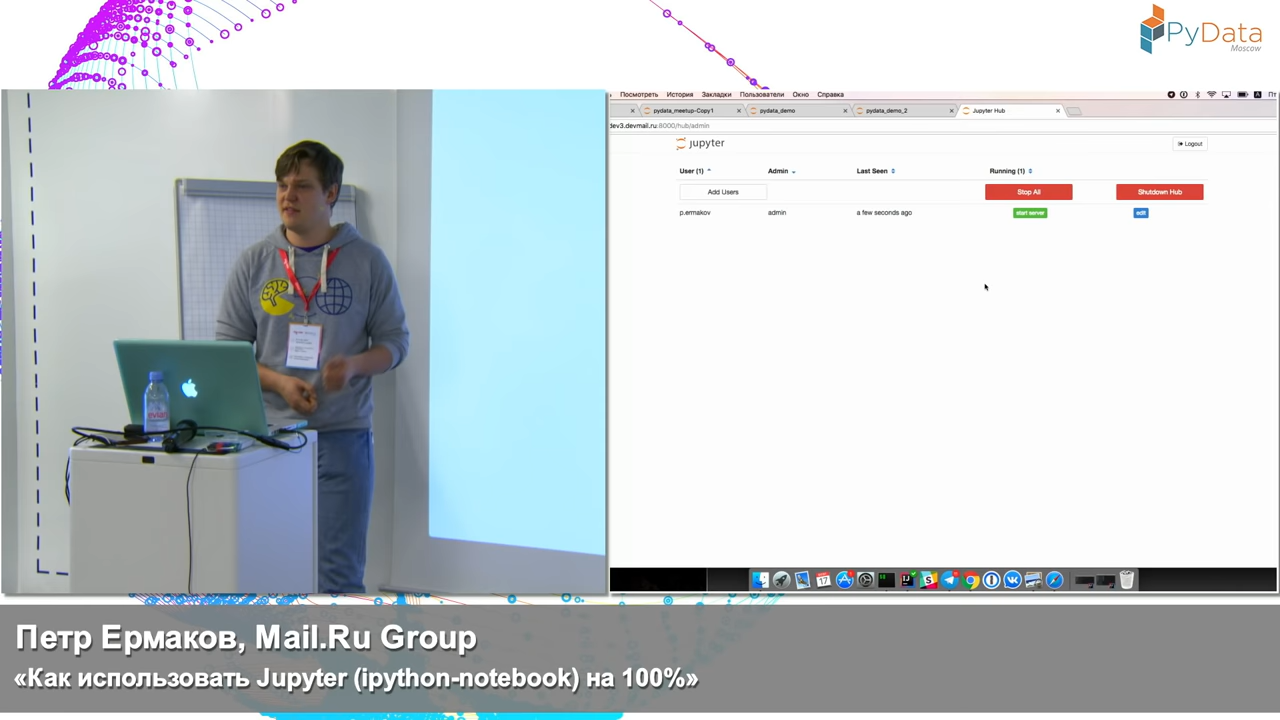 PyData
Moscow
Посмотреть История Закладки Пользователи Окно Справка
pydata_meetup-Copy1
pydata_demo
pydata_demo_2
Jupyter Hub
dev3.devmail.ru:8000/hub/admin
jupyter
Logout
User (1) Admin Last Seen Running (1)
Add Users Stop All Shutdown Hub
p.ermakov admin a few seconds ago start server edit
evian
17
Петр Ермаков, Mail.Ru Group
«Как использовать Jupyter (ipython-notebook) на 100%»